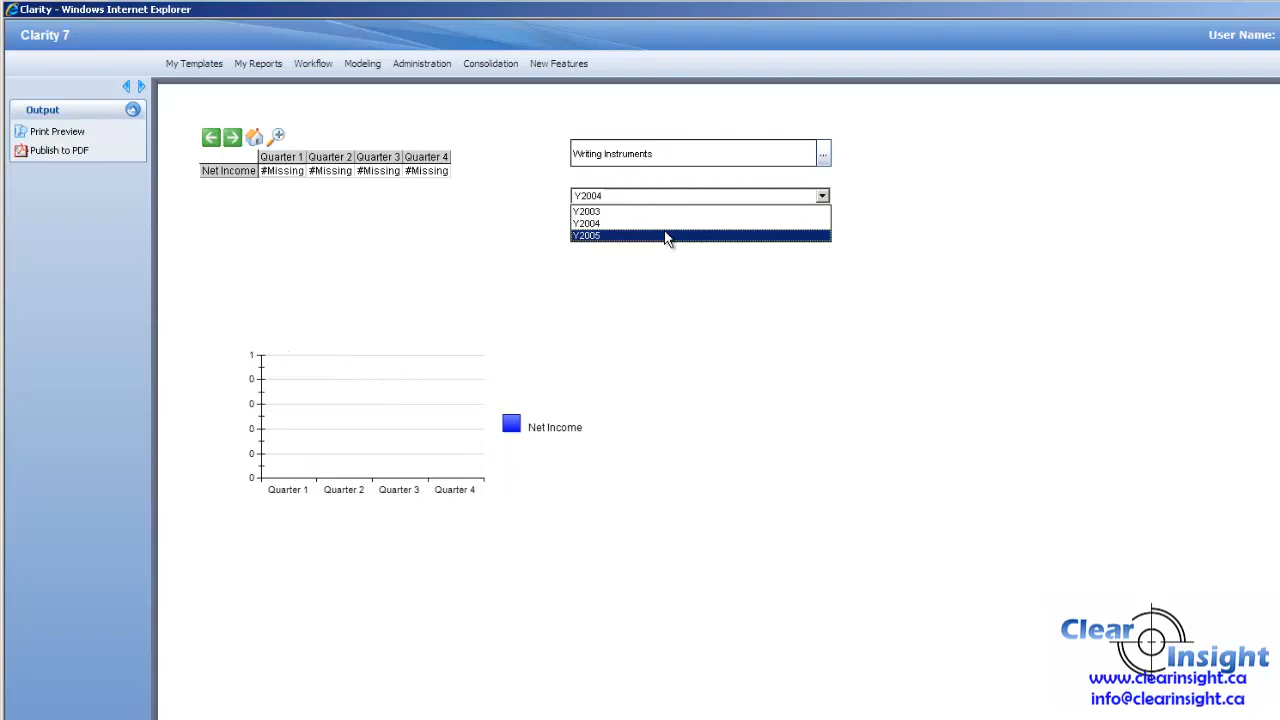 Clarity - Windows Internet Explorer
Clarity 7
User Name:
My Templates My Reports Workflow Modeling Administration Consolidation New Features
Output
Print Preview
Publish to PDF
Quarter 1 Quarter 2 Quarter 3 Quarter 4
Net Income #Missing #Missing #Missing #Missing
Writing Instruments ...
Y2004
Y2003
Y2004
Y2005
1
0
0
0
0
0
Quarter 1 Quarter 2 Quarter 3 Quarter 4
Net Income
Clear
Insight
www.clearinsight.ca
info@clearinsight.ca